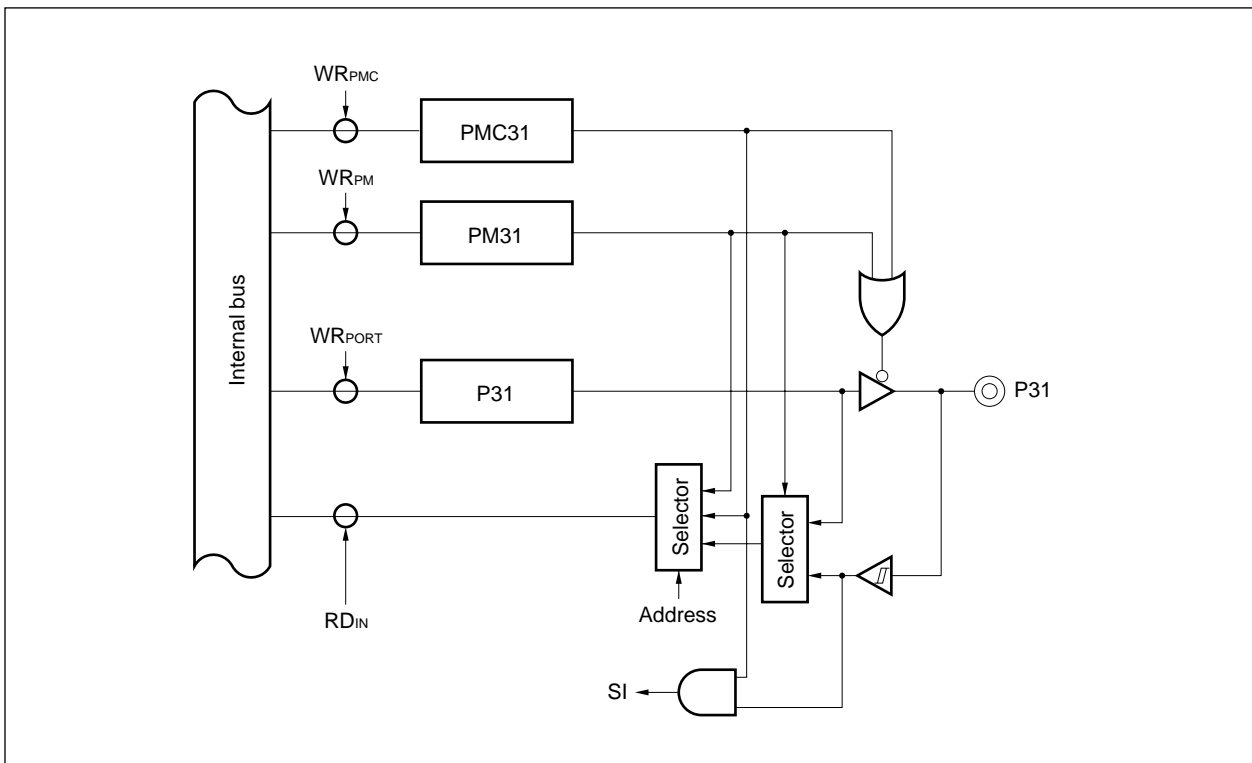 WRPMC
PMC31
WRPM
PM31
Internal bus
WRPORT
P31
P31
Selector
Selector
RDIN
Address
SI